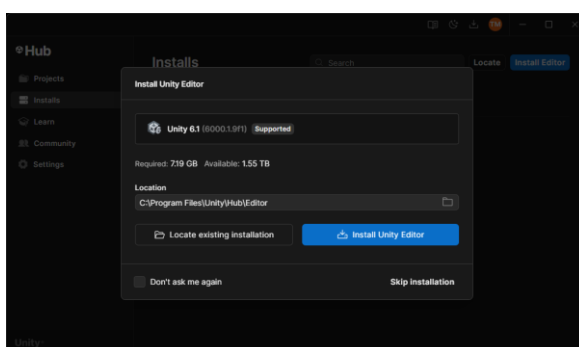 Hub
Installs
Search
Locate
Install Editor
Projects
Installs
Learn
Community
Settings
Install Unity Editor
Unity 6.1 (6000.1.9f1) Supported
Required: 7.19 GB Available: 1.55 TB
Location
C:\Program Files\Unity\Hub\Editor
Locate existing installation
Install Unity Editor
Don't ask me again
Skip installation
Unity